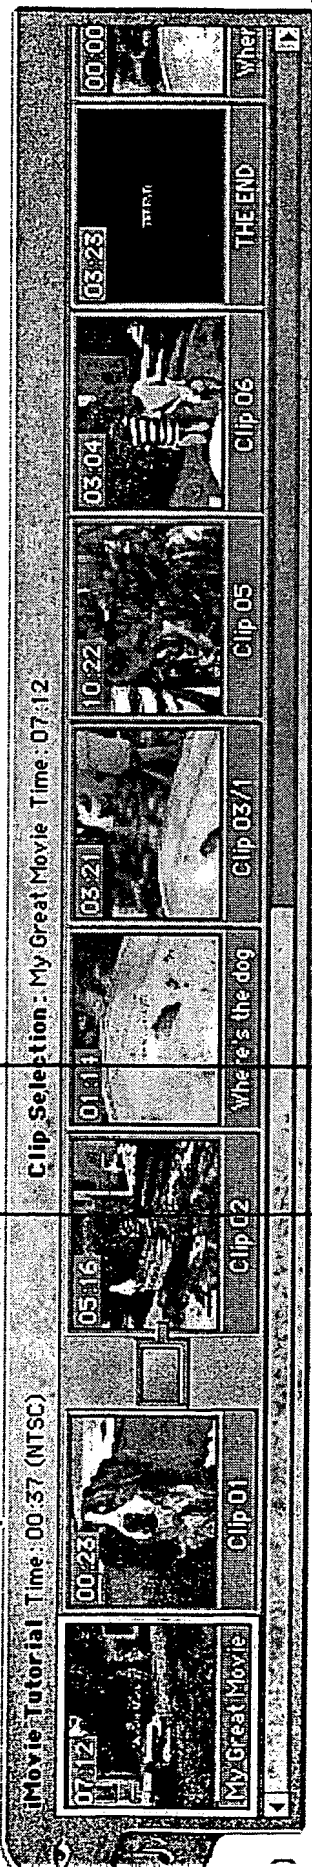 iMovie Tutorial Time: 00:37 (NTSC) Clip Selection: My Great Movie Time: 07:12
07:12 00:23 05:16 01:14 03:21 10:22 03:04 03:23 00:00
My Great Movie Clip 01 Clip 02 Where's the dog Clip 03/1 Clip 05 Clip 06 THE END Wher